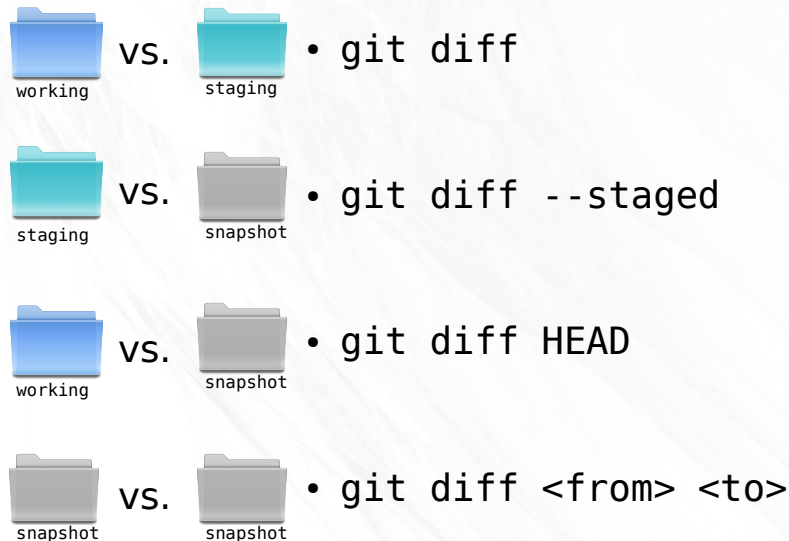 vs. • git diff
working staging
vs. • git diff --staged
staging snapshot
vs. • git diff HEAD
working snapshot
vs. • git diff <from> <to>
snapshot snapshot